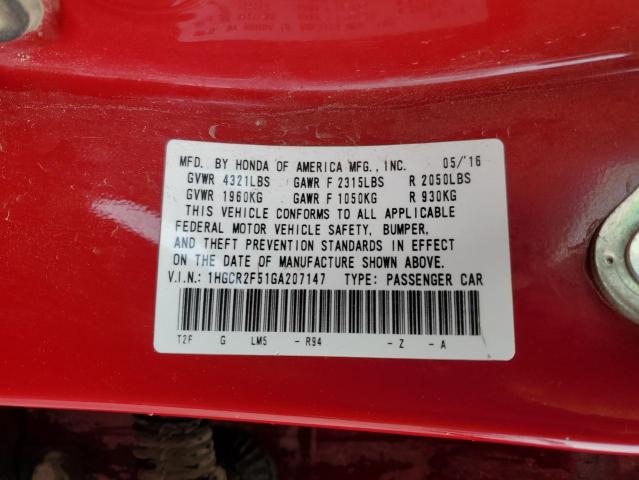 MFD. BY HONDA OF AMERICA MFG., INC. 05/'16
GVWR 4321LBS GAWR F 2315LBS R 2050LBS
GVWR 1960KG GAWR F 1050KG R 930KG
THIS VEHICLE CONFORMS TO ALL APPLICABLE
FEDERAL MOTOR VEHICLE SAFETY, BUMPER,
AND THEFT PREVENTION STANDARDS IN EFFECT
ON THE DATE OF MANUFACTURE SHOWN ABOVE.
V.I.N.: 1HGCR2F51GA207147 TYPE: PASSENGER CAR
T2F G LM5 - R94 - Z - A